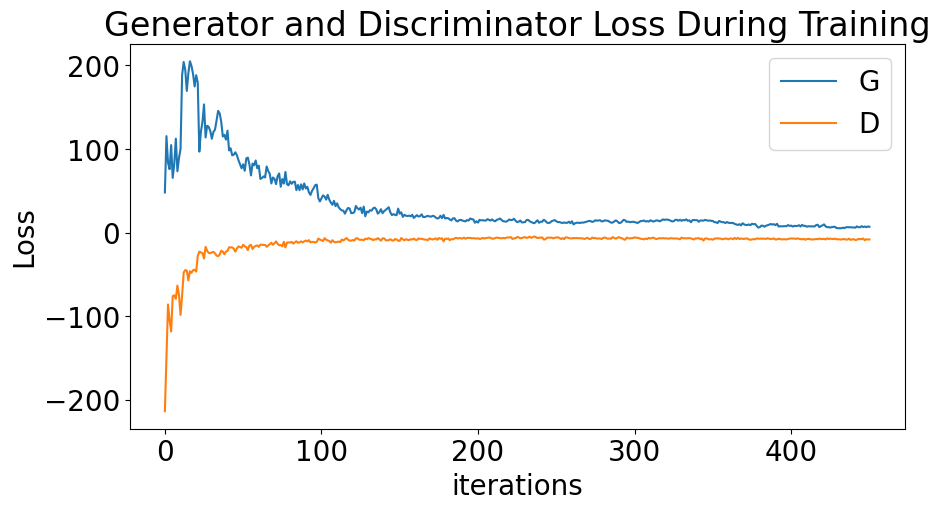 Generator and Discriminator Loss During Training
200
100
0
−100
−200
Loss
G
D
0 100 200 300 400
iterations